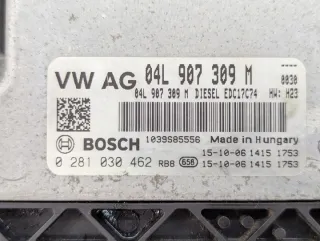 VW AG 04L 907 309 M
0030
04L 907 309 M DIESEL EDC17C74 HW: H23
BOSCH
1039S85556 Made in Hungary
0 281 030 462 RBB 658
15-10-06 1415 1753
15-10-06 1415 1753